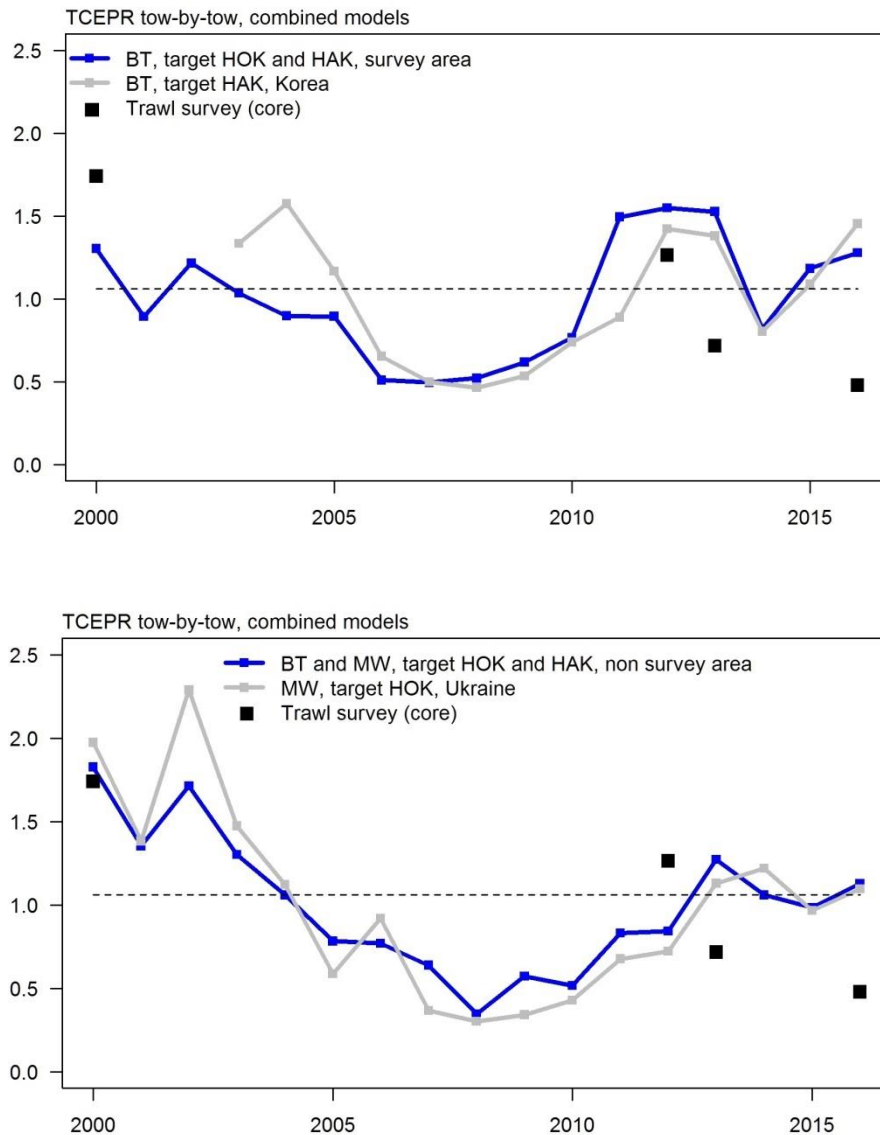 TCEPR tow-by-tow, combined models
2.5
2.0
1.5
1.0
0.5
0.0
BT, target HOK and HAK, survey area
BT, target HAK, Korea
Trawl survey (core)
2000 2005 2010 2015
TCEPR tow-by-tow, combined models
2.5
2.0
1.5
1.0
0.5
0.0
BT and MW, target HOK and HAK, non survey area
MW, target HOK, Ukraine
Trawl survey (core)
2000 2005 2010 2015